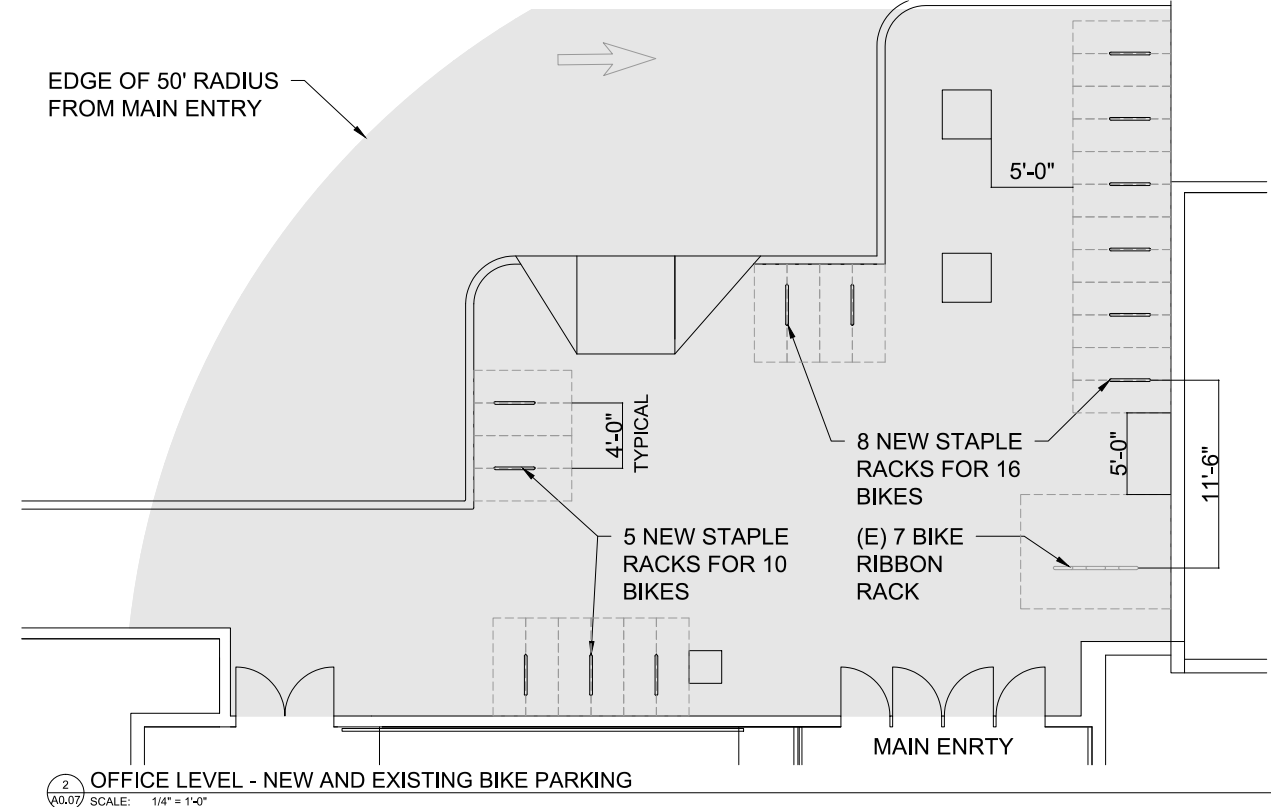 EDGE OF 50' RADIUS
FROM MAIN ENTRY
5'-0"
4'-0"
TYPICAL
8 NEW STAPLE
RACKS FOR 16
BIKES
5'-0"
11'-6"
5 NEW STAPLE
RACKS FOR 10
BIKES
(E) 7 BIKE
RIBBON
RACK
MAIN ENRTY
2
A0.07
OFFICE LEVEL - NEW AND EXISTING BIKE PARKING
SCALE: 1/4" = 1'-0"